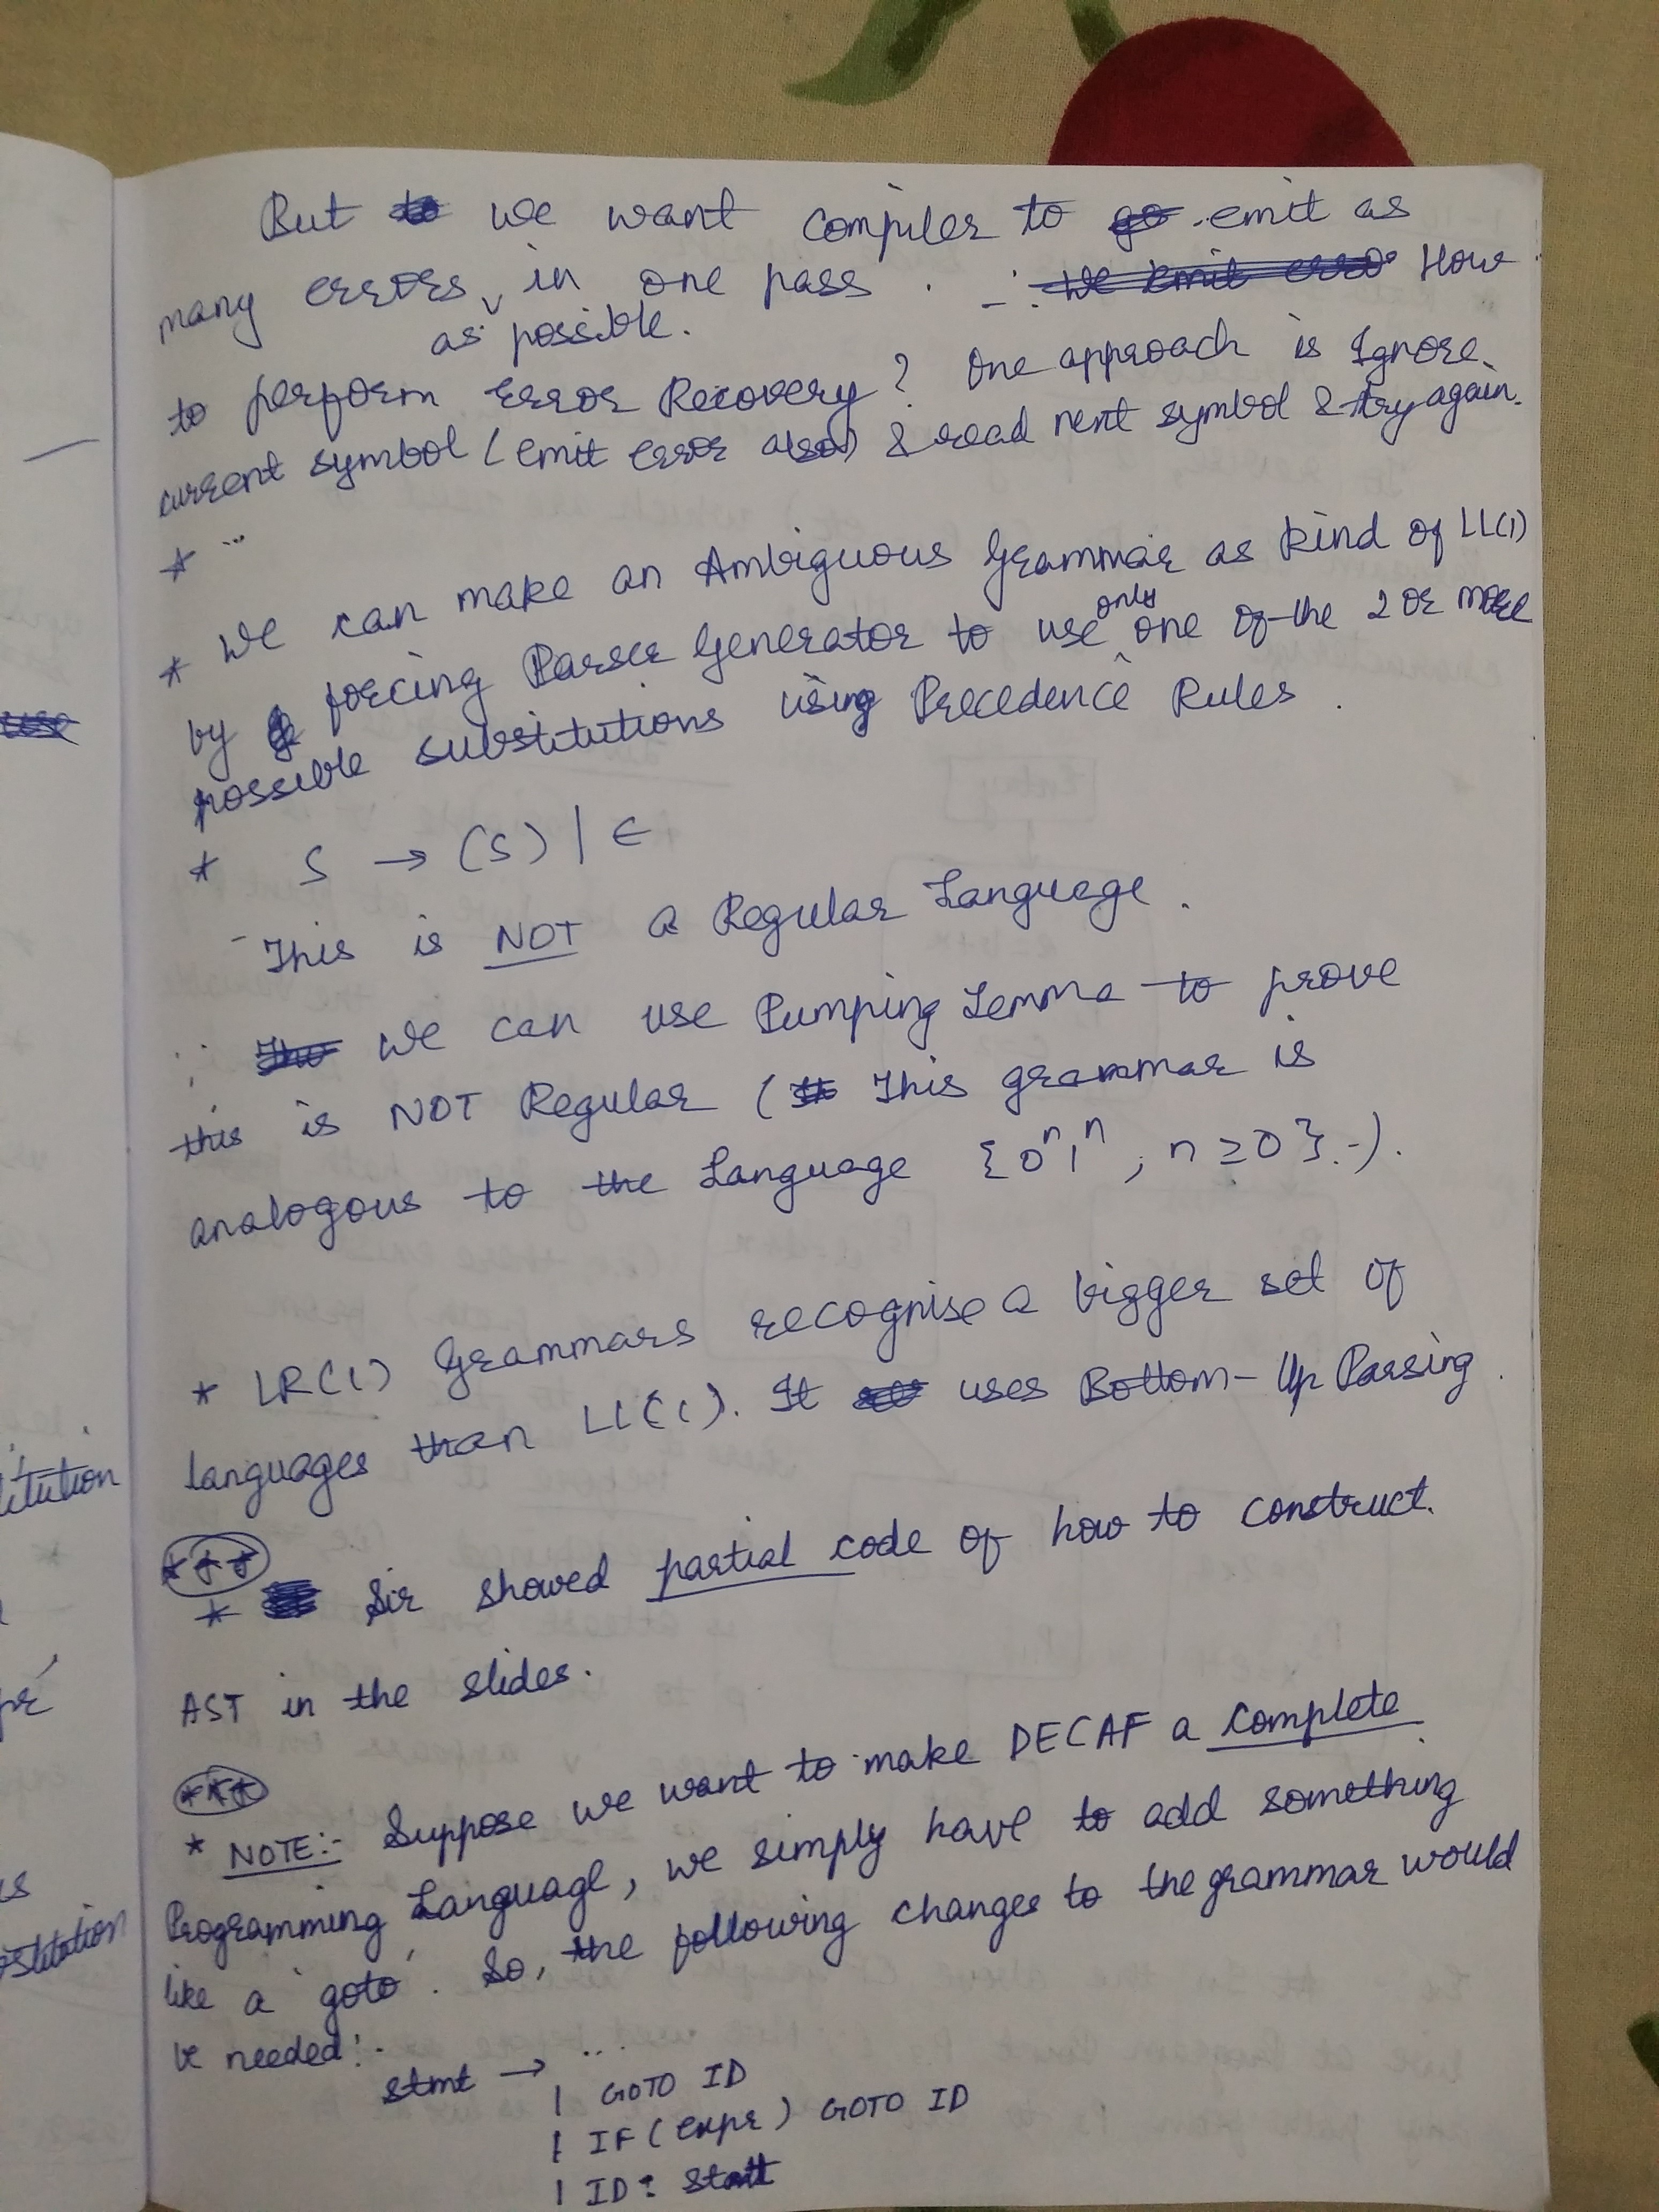 But we want compiler to emit as
many errors in one pass . ∴ How
as possible.
to perform Error Recovery? One approach is Ignore
current symbol (emit error also) & read next symbol & try again.
* ...
* We can make an Ambiguous Grammar as kind of LL(1)
by forcing Parser Generator to use only one of the 2 or more
possible substitutions using Precedence Rules.
* S → (S) | ε
- This is NOT a Regular Language.
∵ We can use Pumping Lemma to prove
this is NOT Regular (This grammar is
analogous to the Language {0ⁿ1ⁿ, n≥0}.).
* LR(1) Grammars recognise a bigger set of
languages than LL(1). It uses Bottom-Up Parsing.
***
* Sir showed partial code of how to construct
AST in the slides.
***
* NOTE:- Suppose we want to make DECAF a complete
Programming Language, we simply have to add something
like a 'goto'. So, the following changes to the grammar would
be needed:-
stmt → ...
| GOTO ID
| IF (expr) GOTO ID
| ID : stmt
itution
is